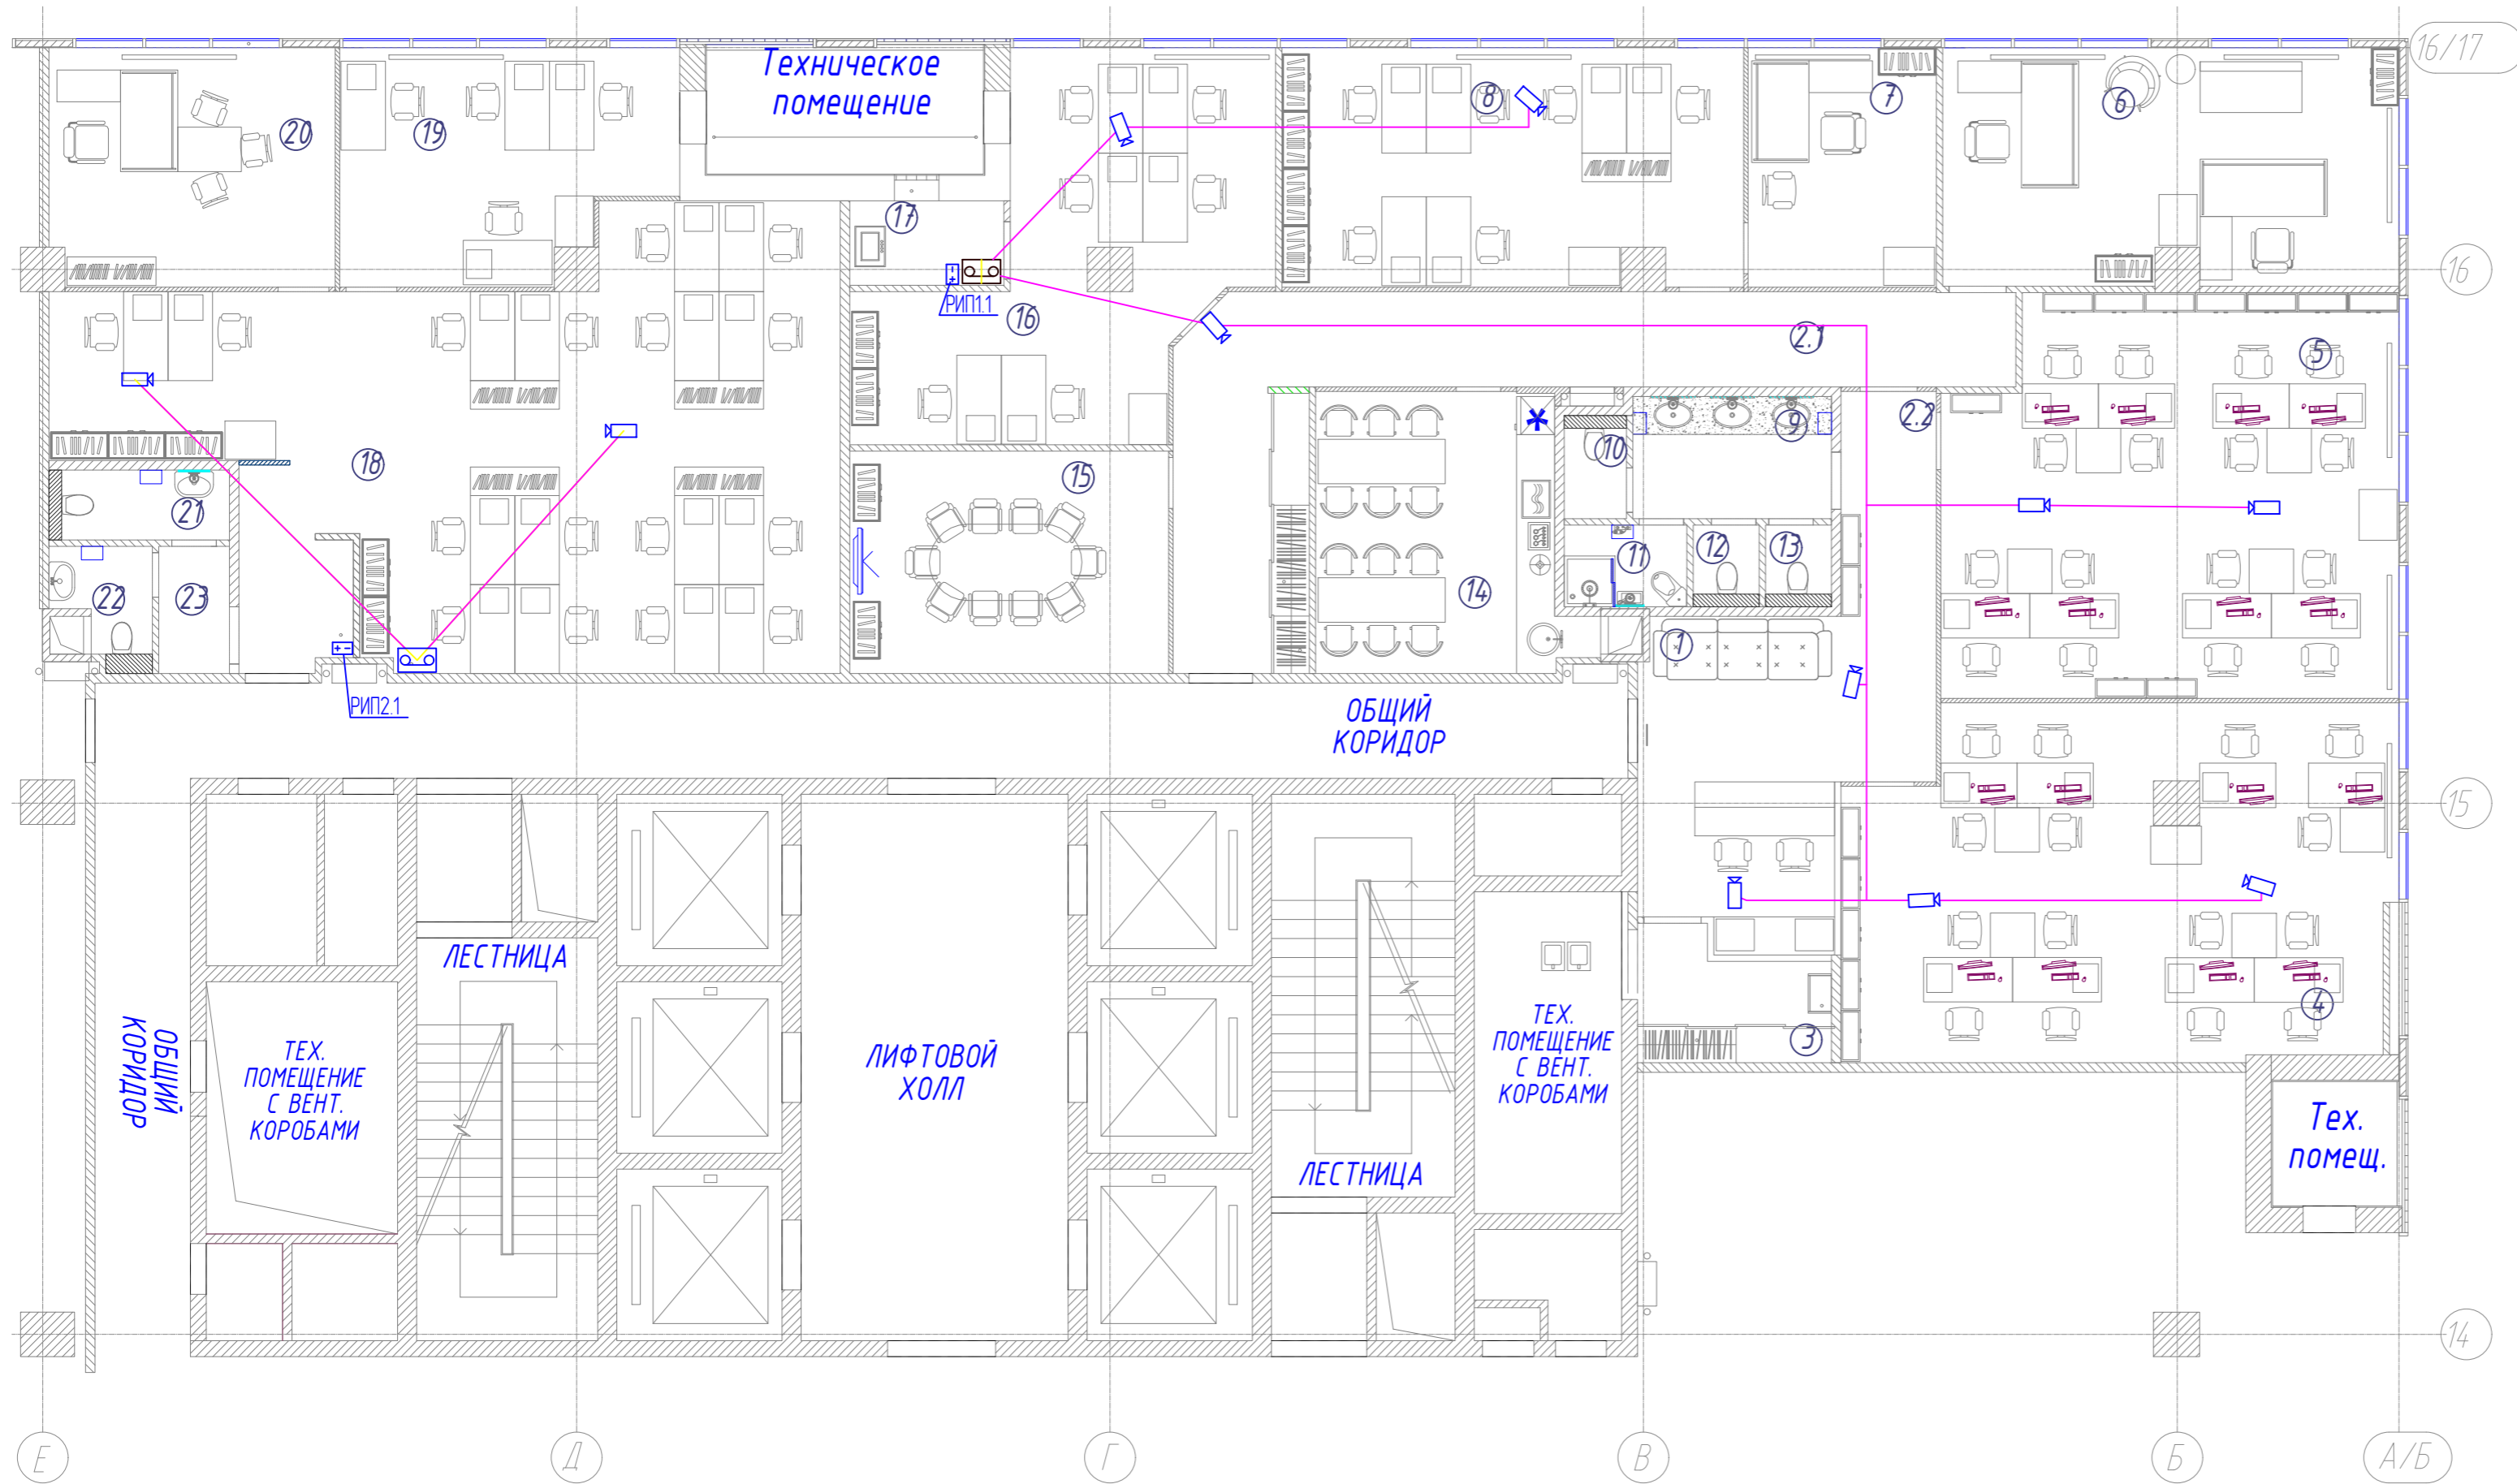 Техническое
помещение
16/17
20
19
8
7
6
17
16
РИП1.1
16
2.1
5
2.2
9
10
18
15
21
11
12
13
14
22
23
1
РИП2.1
ОБЩИЙ
КОРИДОР
15
ЛЕСТНИЦА
ОБЩИЙ
КОРИДОР
ТЕХ.
ПОМЕЩЕНИЕ
С ВЕНТ.
КОРОБАМИ
ЛИФТОВОЙ
ХОЛЛ
ТЕХ.
ПОМЕЩЕНИЕ
С ВЕНТ.
КОРОБАМИ
3
4
ЛЕСТНИЦА
Тех.
помещ.
14
Е
Д
Г
В
Б
А/Б